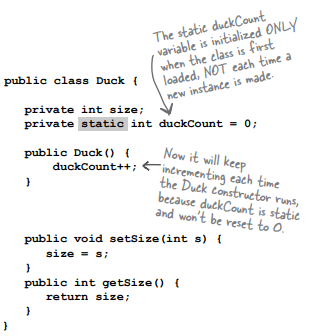 The static duckCount
variable is initialized ONLY
when the class is first
loaded, NOT each time a
new instance is made.
public class Duck {
private int size;
private static int duckCount = 0;
public Duck() {
duckCount++;
}
Now it will keep
incrementing each time
the Duck constructor runs,
because duckCount is static
and won't be reset to 0.
public void setSize(int s) {
size = s;
}
public int getSize() {
return size;
}
}